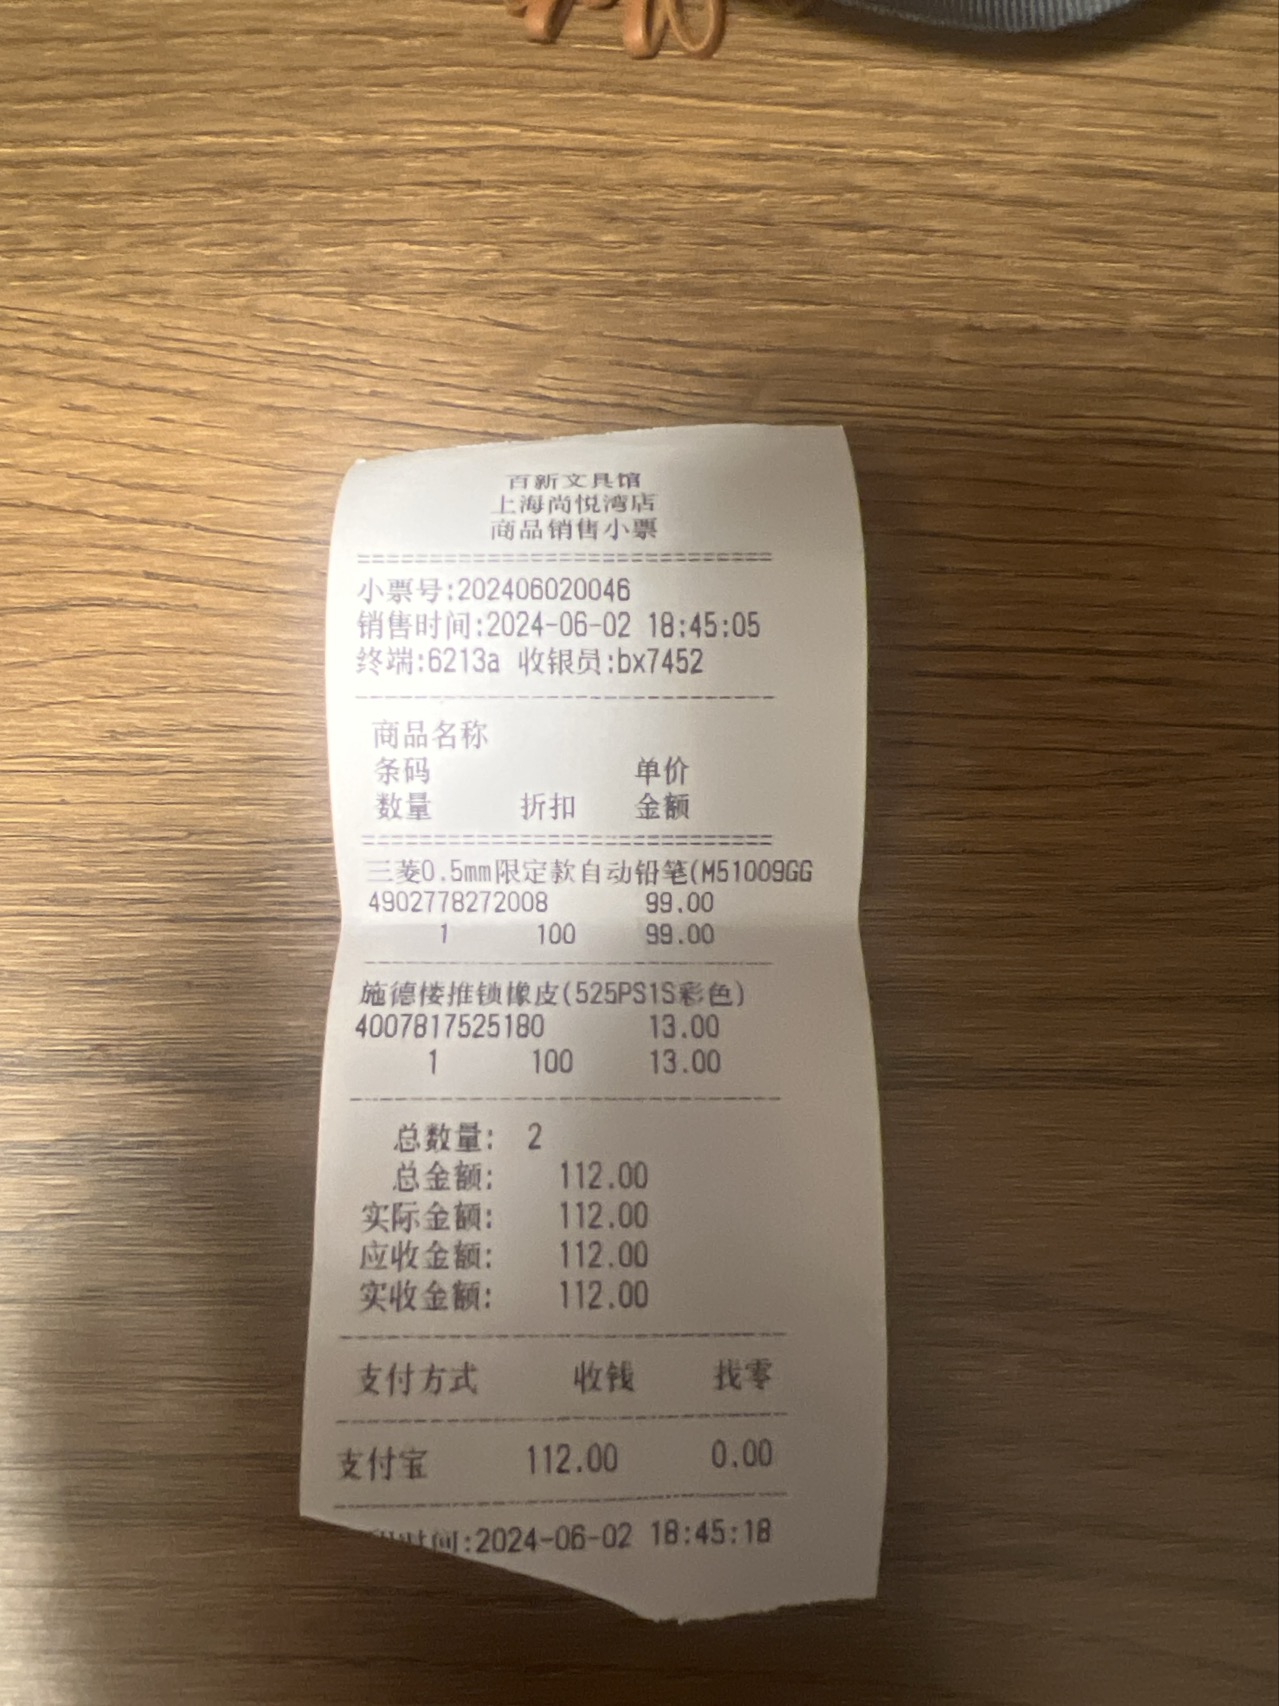 百新文具馆
上海尚悦湾店
商品销售小票
============================
小票号:202406020046
销售时间:2024-06-02 18:45:05
终端:6213a 收银员:bx7452
----------------------------
商品名称
条码 单价
数量 折扣 金额
============================
三菱0.5mm限定款自动铅笔(M51009GG
4902778272008 99.00
1 100 99.00
----------------------------
施德楼推锁橡皮(525PS1S彩色)
4007817525180 13.00
1 100 13.00
----------------------------
总数量: 2
总金额: 112.00
实际金额: 112.00
应收金额: 112.00
实收金额: 112.00
----------------------------
支付方式 收钱 找零
----------------------------
支付宝 112.00 0.00
----------------------------
时间:2024-06-02 18:45:18